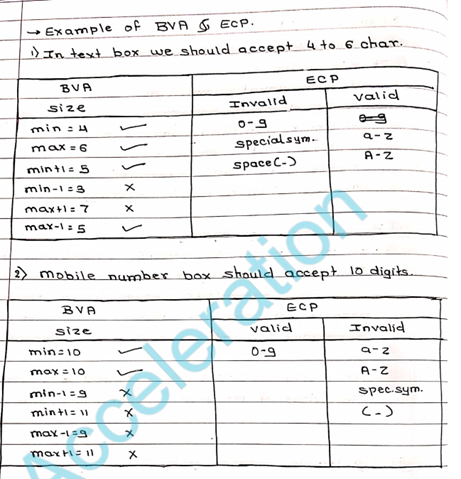 → Example of BVA & ECP.
1) In text box we should accept 4 to 6 char.
BVA ECP
size Invalid valid
min = 4 ✓ 0-9 0-9
max = 6 ✓ special sym. a-z
min+1 = 5 ✓ space (-) A-Z
min-1 = 3 x
max+1 = 7 x
max-1 = 5 ✓
2) mobile number box should accept 10 digits.
BVA ECP
size valid Invalid
min = 10 ✓ 0-9 a-z
max = 10 ✓ A-Z
min-1 = 9 x spec.sym.
min+1 = 11 x (-)
max-1 = 9 x
max+1 = 11 x
Acceleration